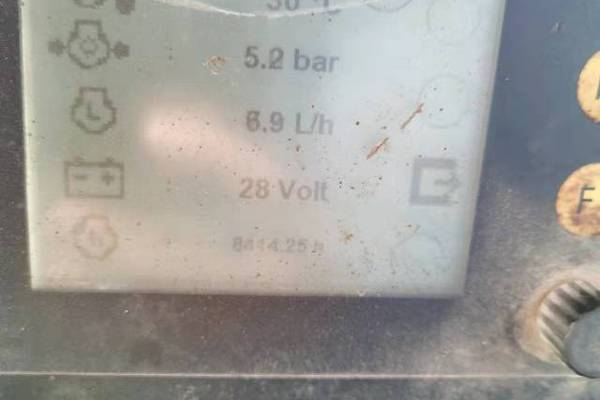 5.2 bar
L 6.9 L/h
28 Volt
h 8414.25 h
F